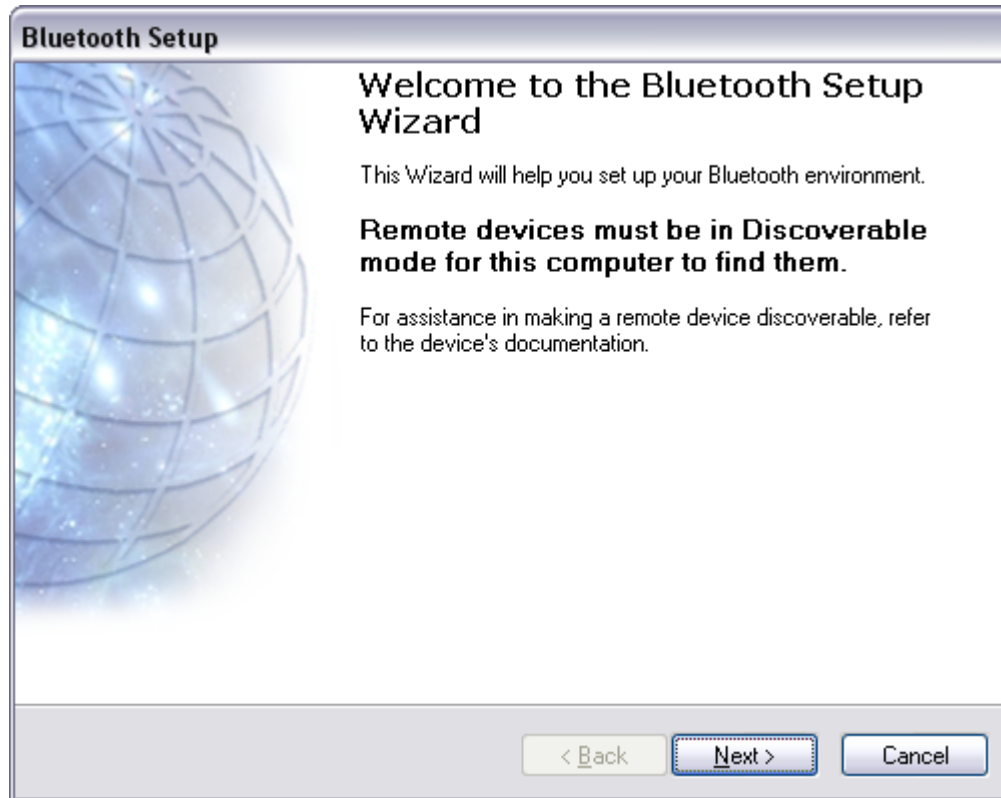 Bluetooth Setup
Welcome to the Bluetooth Setup
Wizard
This Wizard will help you set up your Bluetooth environment.
Remote devices must be in Discoverable
mode for this computer to find them.
For assistance in making a remote device discoverable, refer
to the device's documentation.
< Back
Next >
Cancel